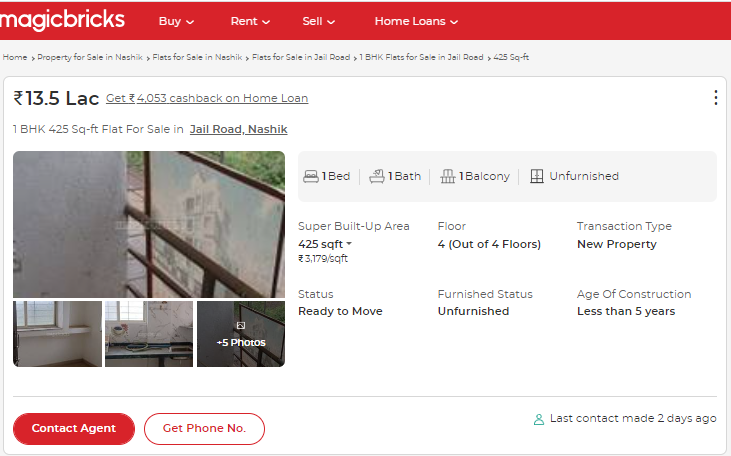 magicbricks
Buy Rent Sell Home Loans
Home > Property for Sale in Nashik > Flats for Sale in Nashik > Flats for Sale in Jail Road > 1 BHK Flats for Sale in Jail Road > 425 Sq-ft
₹13.5 Lac Get ₹4,053 cashback on Home Loan
1 BHK 425 Sq-ft Flat For Sale in Jail Road, Nashik
1 Bed 1 Bath 1 Balcony Unfurnished
Super Built-Up Area Floor Transaction Type
425 sqft 4 (Out of 4 Floors) New Property
₹3,179/sqft
Status Furnished Status Age Of Construction
Ready to Move Unfurnished Less than 5 years
+5 Photos
Contact Agent Get Phone No. Last contact made 2 days ago